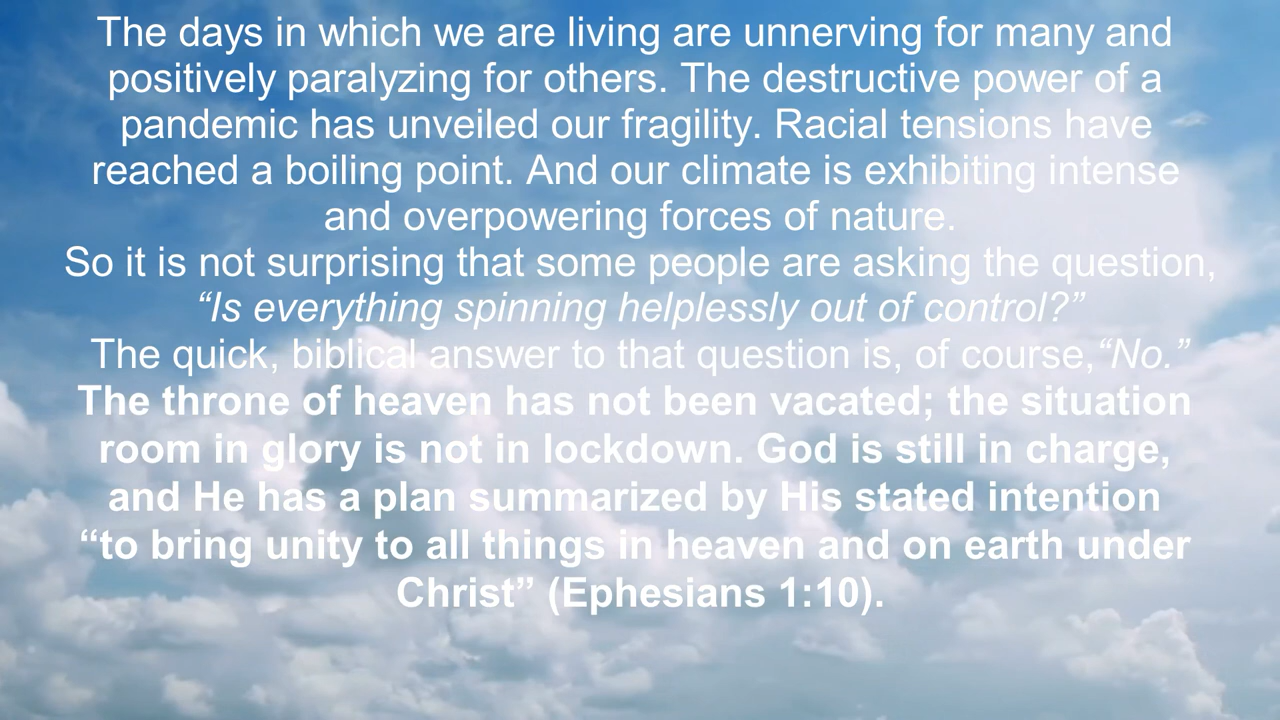 The days in which we are living are unnerving for many and
positively paralyzing for others. The destructive power of a
pandemic has unveiled our fragility. Racial tensions have
reached a boiling point. And our climate is exhibiting intense
and overpowering forces of nature.
So it is not surprising that some people are asking the question,
“Is everything spinning helplessly out of control?”
The quick, biblical answer to that question is, of course,“No.”
The throne of heaven has not been vacated; the situation
room in glory is not in lockdown. God is still in charge,
and He has a plan summarized by His stated intention
“to bring unity to all things in heaven and on earth under
Christ” (Ephesians 1:10).